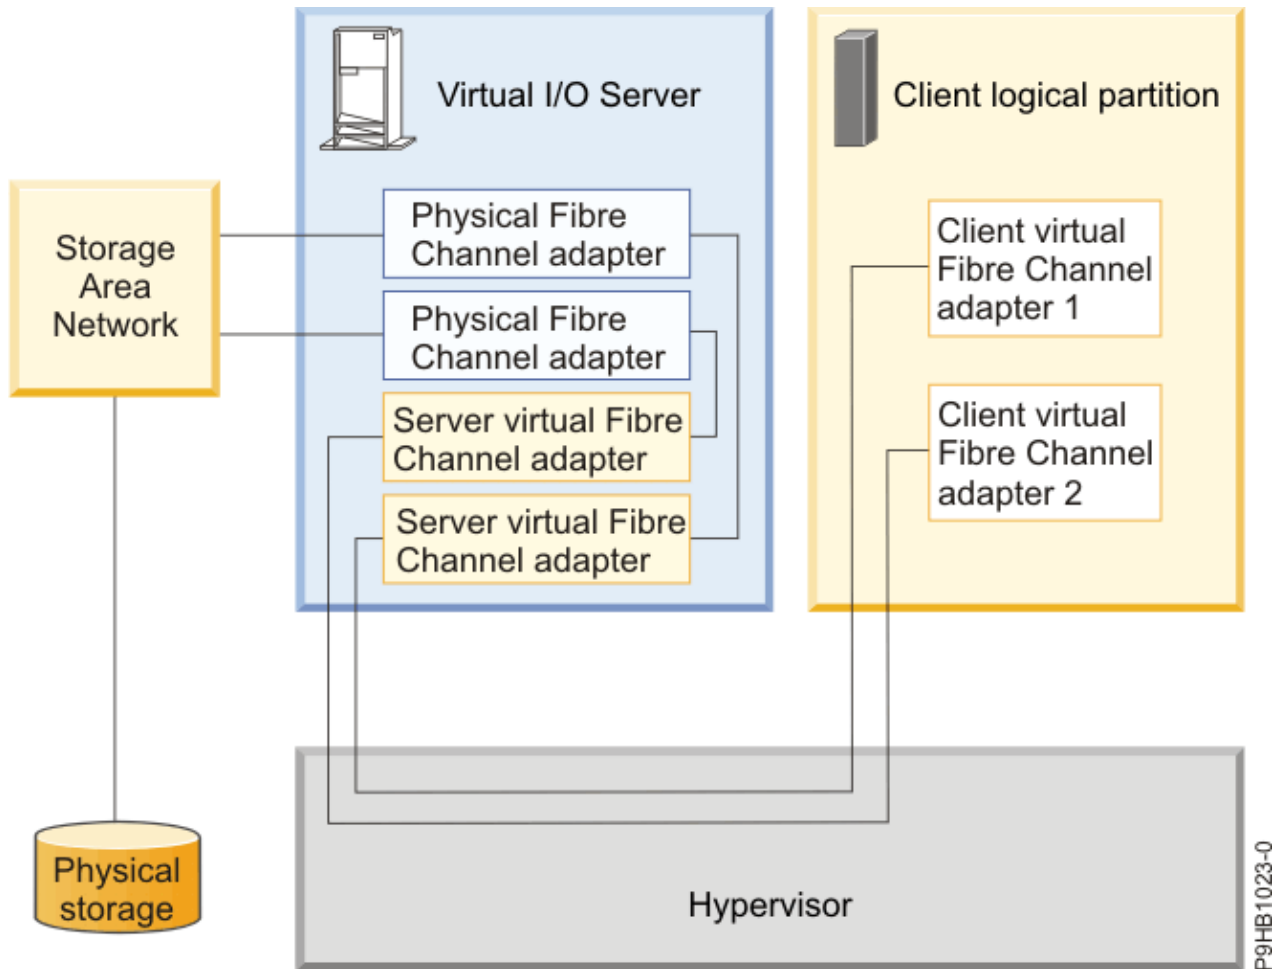 Virtual I/O Server
Client logical partition
Storage
Area
Network
Physical Fibre
Channel adapter
Physical Fibre
Channel adapter
Server virtual Fibre
Channel adapter
Server virtual Fibre
Channel adapter
Client virtual
Fibre Channel
adapter 1
Client virtual
Fibre Channel
adapter 2
Physical
storage
Hypervisor
P9HB1023-0